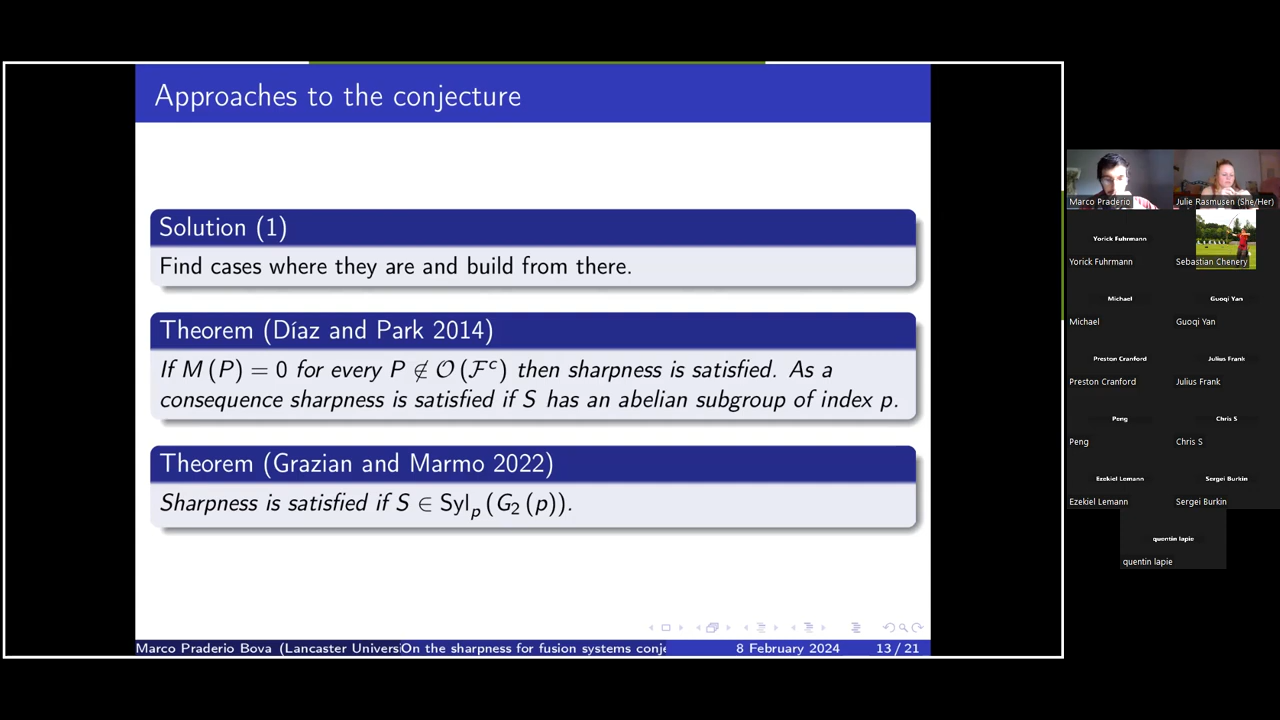 Approaches to the conjecture
Solution (1)
Find cases where they are and build from there.
Theorem (Díaz and Park 2014)
If M (P) = 0 for every P ∉ O (F^c) then sharpness is satisfied. As a
consequence sharpness is satisfied if S has an abelian subgroup of index p.
Theorem (Grazian and Marmo 2022)
Sharpness is satisfied if S ∈ Syl_p (G_2 (p)).
Marco Praderio Bova (Lancaster Universi
On the sharpness for fusion systems conje
8 February 2024
13 / 21
Marco Praderio
Julie Rasmusen (She/Her)
Yorick Fuhrmann
Yorick Fuhrmann
Sebastian Chenery
Michael
Guoqi Yan
Michael
Guoqi Yan
Preston Cranford
Julius Frank
Preston Cranford
Julius Frank
Peng
Chris S
Peng
Chris S
Ezekiel Lemann
Sergei Burkin
Ezekiel Lemann
Sergei Burkin
quentin lapie
quentin lapie